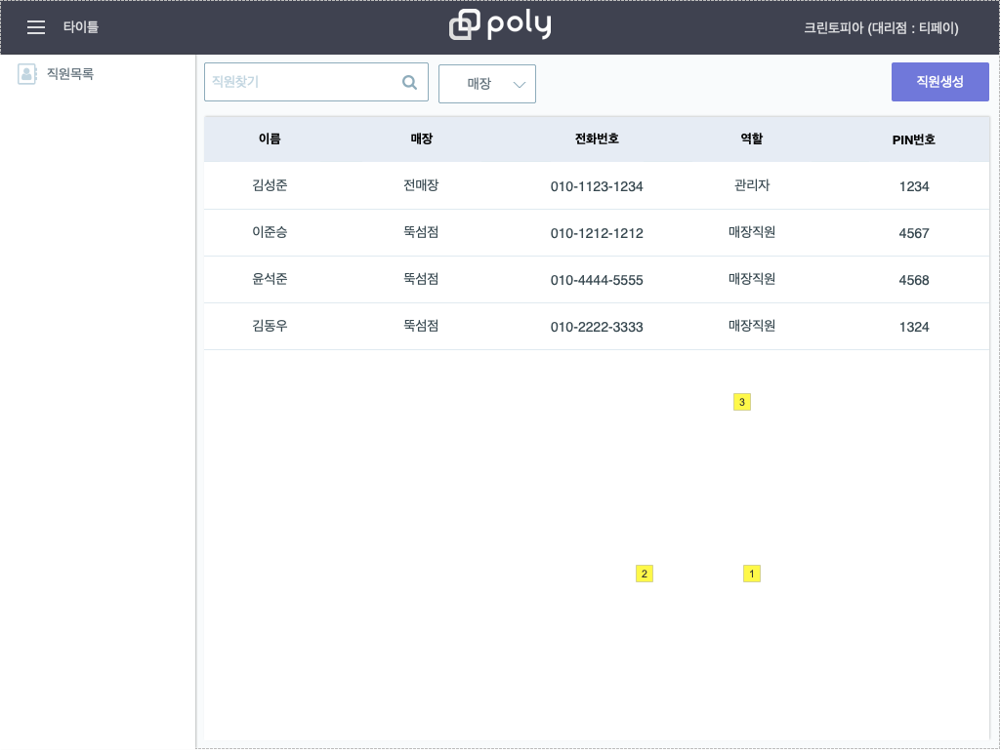 타이틀
poly
크린토피아 (대리점 : 티페이)
직원목록
직원찾기
매장
직원생성
이름 매장 전화번호 역할 PIN번호
김성준 전매장 010-1123-1234 관리자 1234
이준승 뚝섬점 010-1212-1212 매장직원 4567
윤석준 뚝섬점 010-4444-5555 매장직원 4568
김동우 뚝섬점 010-2222-3333 매장직원 1324
3
2
1